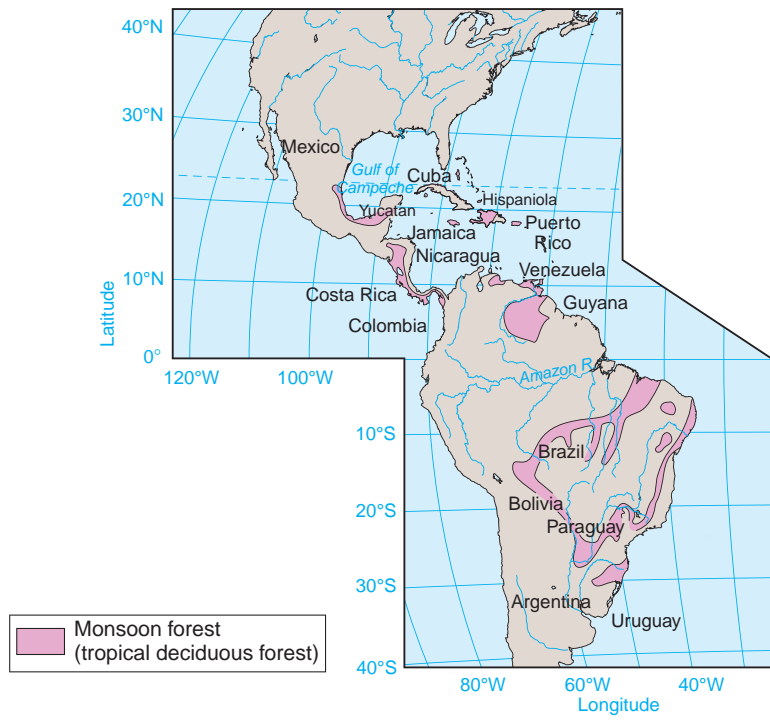 40°N
30°N
Mexico
Gulf of
Campeche
Cuba
20°N
Yucatan
Hispaniola
Jamaica
Puerto
Rico
Nicaragua
10°N
Venezuela
Costa Rica
Guyana
Colombia
Latitude
0°
Amazon R.
120°W
100°W
10°S
Brazil
20°S
Bolivia
Paraguay
30°S
Argentina
Uruguay
Monsoon forest
(tropical deciduous forest)
40°S
80°W
60°W
40°W
Longitude